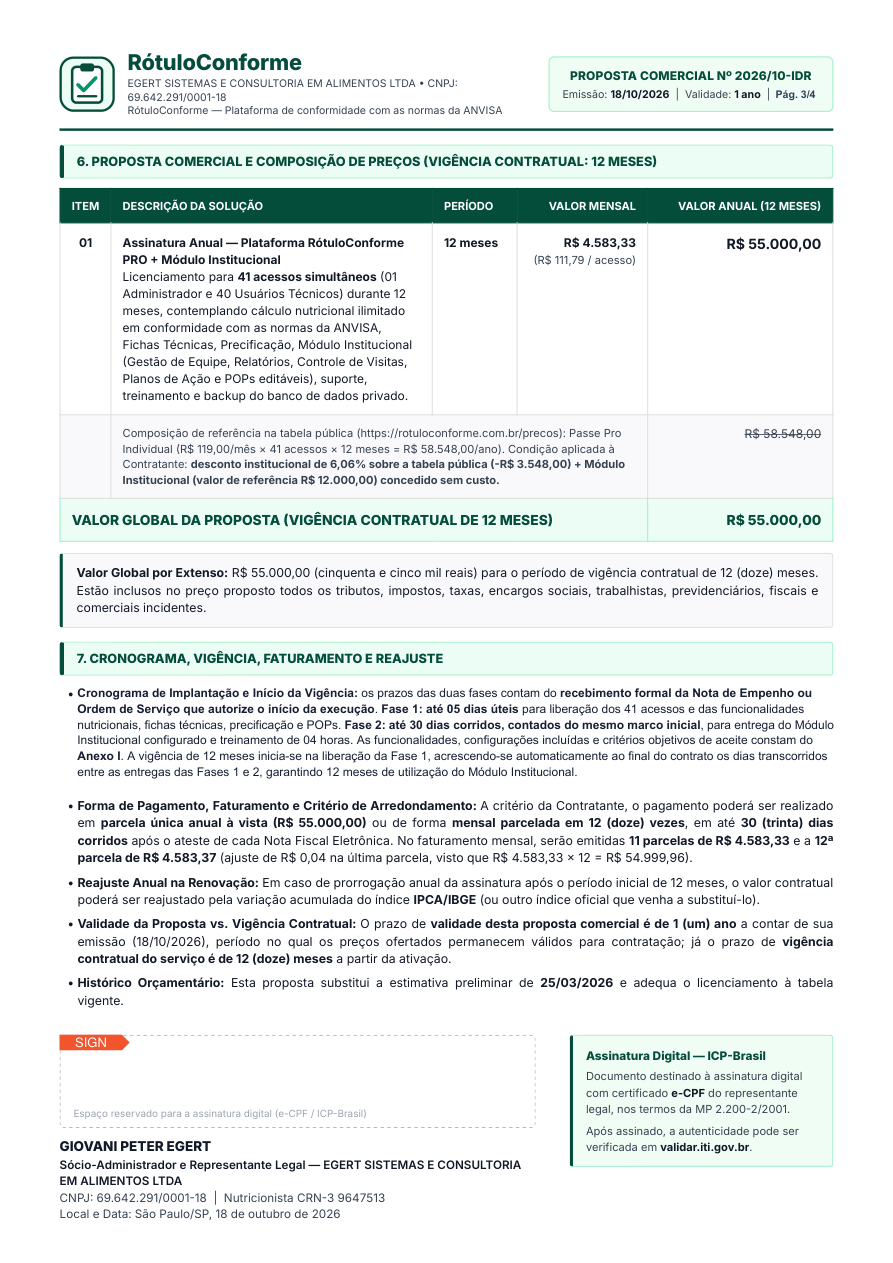 RótuloConforme
EGERT SISTEMAS E CONSULTORIA EM ALIMENTOS LTDA • CNPJ:
69.642.291/0001-18
RótuloConforme — Plataforma de conformidade com as normas da ANVISA
PROPOSTA COMERCIAL Nº 2026/10-IDR
Emissão: 18/10/2026 | Validade: 1 ano | Pág. 3/4
6. PROPOSTA COMERCIAL E COMPOSIÇÃO DE PREÇOS (VIGÊNCIA CONTRATUAL: 12 MESES)
ITEM DESCRIÇÃO DA SOLUÇÃO PERÍODO VALOR MENSAL VALOR ANUAL (12 MESES)
01 Assinatura Anual — Plataforma RótuloConforme 12 meses R$ 4.583,33 R$ 55.000,00
PRO + Módulo Institucional (R$ 111,79 / acesso)
Licenciamento para 41 acessos simultâneos (01
Administrador e 40 Usuários Técnicos) durante 12
meses, contemplando cálculo nutricional ilimitado
em conformidade com as normas da ANVISA,
Fichas Técnicas, Precificação, Módulo Institucional
(Gestão de Equipe, Relatórios, Controle de Visitas,
Planos de Ação e POPs editáveis), suporte,
treinamento e backup do banco de dados privado.
Composição de referência na tabela pública (https://rotuloconforme.com.br/precos): Passe Pro R$ 58.548,00
Individual (R$ 119,00/mês × 41 acessos × 12 meses = R$ 58.548,00/ano). Condição aplicada à
Contratante: desconto institucional de 6,06% sobre a tabela pública (-R$ 3.548,00) + Módulo
Institucional (valor de referência R$ 12.000,00) concedido sem custo.
VALOR GLOBAL DA PROPOSTA (VIGÊNCIA CONTRATUAL DE 12 MESES) R$ 55.000,00
Valor Global por Extenso: R$ 55.000,00 (cinquenta e cinco mil reais) para o período de vigência contratual de 12 (doze) meses.
Estão inclusos no preço proposto todos os tributos, impostos, taxas, encargos sociais, trabalhistas, previdenciários, fiscais e
comerciais incidentes.
7. CRONOGRAMA, VIGÊNCIA, FATURAMENTO E REAJUSTE
• Cronograma de Implantação e Início da Vigência: os prazos das duas fases contam do recebimento formal da Nota de Empenho ou
Ordem de Serviço que autorize o início da execução. Fase 1: até 05 dias úteis para liberação dos 41 acessos e das funcionalidades
nutricionais, fichas técnicas, precificação e POPs. Fase 2: até 30 dias corridos, contados do mesmo marco inicial, para entrega do Módulo
Institucional configurado e treinamento de 04 horas. As funcionalidades, configurações incluídas e critérios objetivos de aceite constam do
Anexo I. A vigência de 12 meses inicia-se na liberação da Fase 1, acrescendo-se automaticamente ao final do contrato os dias transcorridos
entre as entregas das Fases 1 e 2, garantindo 12 meses de utilização do Módulo Institucional.
• Forma de Pagamento, Faturamento e Critério de Arredondamento: A critério da Contratante, o pagamento poderá ser realizado
em parcela única anual à vista (R$ 55.000,00) ou de forma mensal parcelada em 12 (doze) vezes, em até 30 (trinta) dias
corridos após o ateste de cada Nota Fiscal Eletrônica. No faturamento mensal, serão emitidas 11 parcelas de R$ 4.583,33 e a 12ª
parcela de R$ 4.583,37 (ajuste de R$ 0,04 na última parcela, visto que R$ 4.583,33 × 12 = R$ 54.999,96).
• Reajuste Anual na Renovação: Em caso de prorrogação anual da assinatura após o período inicial de 12 meses, o valor contratual
poderá ser reajustado pela variação acumulada do índice IPCA/IBGE (ou outro índice oficial que venha a substituí-lo).
• Validade da Proposta vs. Vigência Contratual: O prazo de validade desta proposta comercial é de 1 (um) ano a contar de sua
emissão (18/10/2026), período no qual os preços ofertados permanecem válidos para contratação; já o prazo de vigência
contratual do serviço é de 12 (doze) meses a partir da ativação.
• Histórico Orçamentário: Esta proposta substitui a estimativa preliminar de 25/03/2026 e adequa o licenciamento à tabela
vigente.
SIGN
Espaço reservado para a assinatura digital (e-CPF / ICP-Brasil)
GIOVANI PETER EGERT
Sócio-Administrador e Representante Legal — EGERT SISTEMAS E CONSULTORIA
EM ALIMENTOS LTDA
CNPJ: 69.642.291/0001-18 | Nutricionista CRN-3 9647513
Local e Data: São Paulo/SP, 18 de outubro de 2026
Assinatura Digital — ICP-Brasil
Documento destinado à assinatura digital
com certificado e-CPF do representante
legal, nos termos da MP 2.200-2/2001.
Após assinado, a autenticidade pode ser
verificada em validar.iti.gov.br.